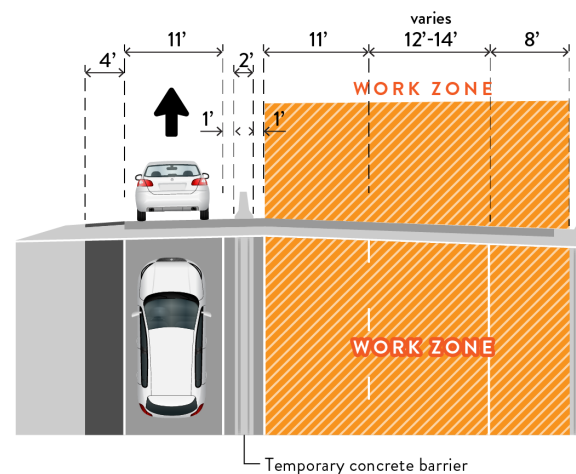 varies
11’
2’
11’
12’-14’
8’
4’
WORK ZONE
1’
1’
WORK ZONE
Temporary concrete barrier